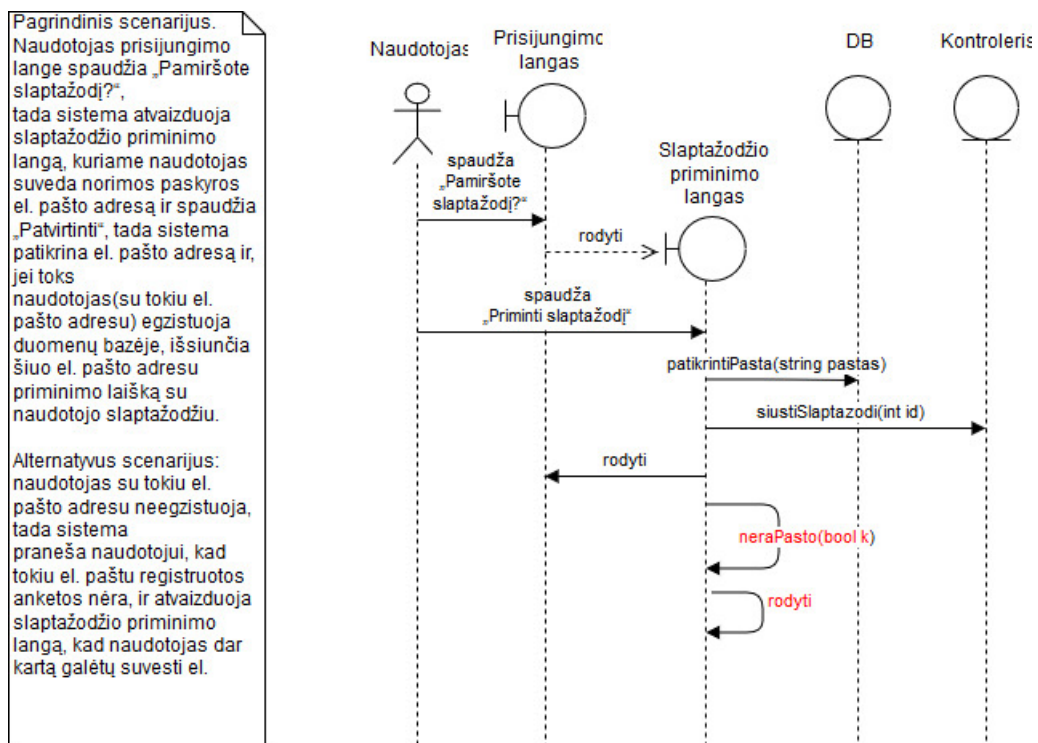 Pagrindinis scenarijus.
Naudotojas prisijungimo
lange spaudžia „Pamiršote
slaptažodį?“,
tada sistema atvaizduoja
slaptažodžio priminimo
langą, kuriame naudotojas
suveda norimos paskyros
el. pašto adresą ir spaudžia
„Patvirtinti“, tada sistema
patikrina el. pašto adresą ir,
jei toks
naudotojas(su tokiu el.
pašto adresu) egzistuoja
duomenų bazėje, išsiunčia
šiuo el. pašto adresu
priminimo laišką su
naudotojo slaptažodžiu.
Alternatyvus scenarijus:
naudotojas su tokiu el.
pašto adresu neegzistuoja,
tada sistema
praneša naudotojui, kad
tokiu el. paštu registruotos
anketos nėra, ir atvaizduoja
slaptažodžio priminimo
langą, kad naudotojas dar
kartą galėtų suvesti el.
Naudotojas
Prisijungimo
langas
DB
Kontroleris
Slaptažodžio
priminimo
langas
spaudža
„Pamiršote
slaptažodį?“
rodyti
spaudža
„Priminti slaptažodį“
patikrintiPasta(string pastas)
siustiSlaptazodi(int id)
rodyti
neraPasto(bool k)
rodyti